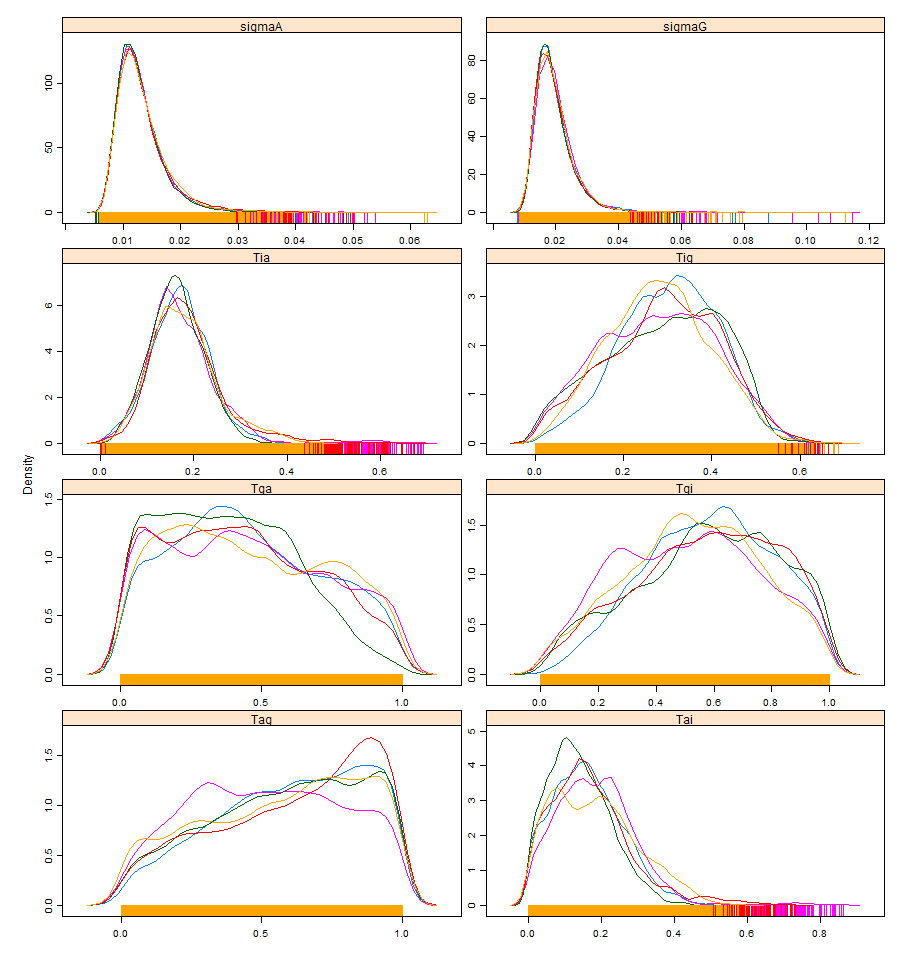 sigmaA
sigmaG
0 50 100
0 20 40 60 80
0.01 0.02 0.03 0.04 0.05 0.06
0.02 0.04 0.06 0.08 0.10 0.12
Tia
Tig
0 2 4 6
0 1 2 3
0.0 0.2 0.4 0.6
0.0 0.2 0.4 0.6
Density
Tga
Tgi
0.0 0.5 1.0 1.5
0.0 0.5 1.0 1.5
0.0 0.5 1.0
0.0 0.2 0.4 0.6 0.8 1.0
Tag
Tai
0.0 0.5 1.0 1.5
0 1 2 3 4 5
0.0 0.5 1.0
0.0 0.2 0.4 0.6 0.8